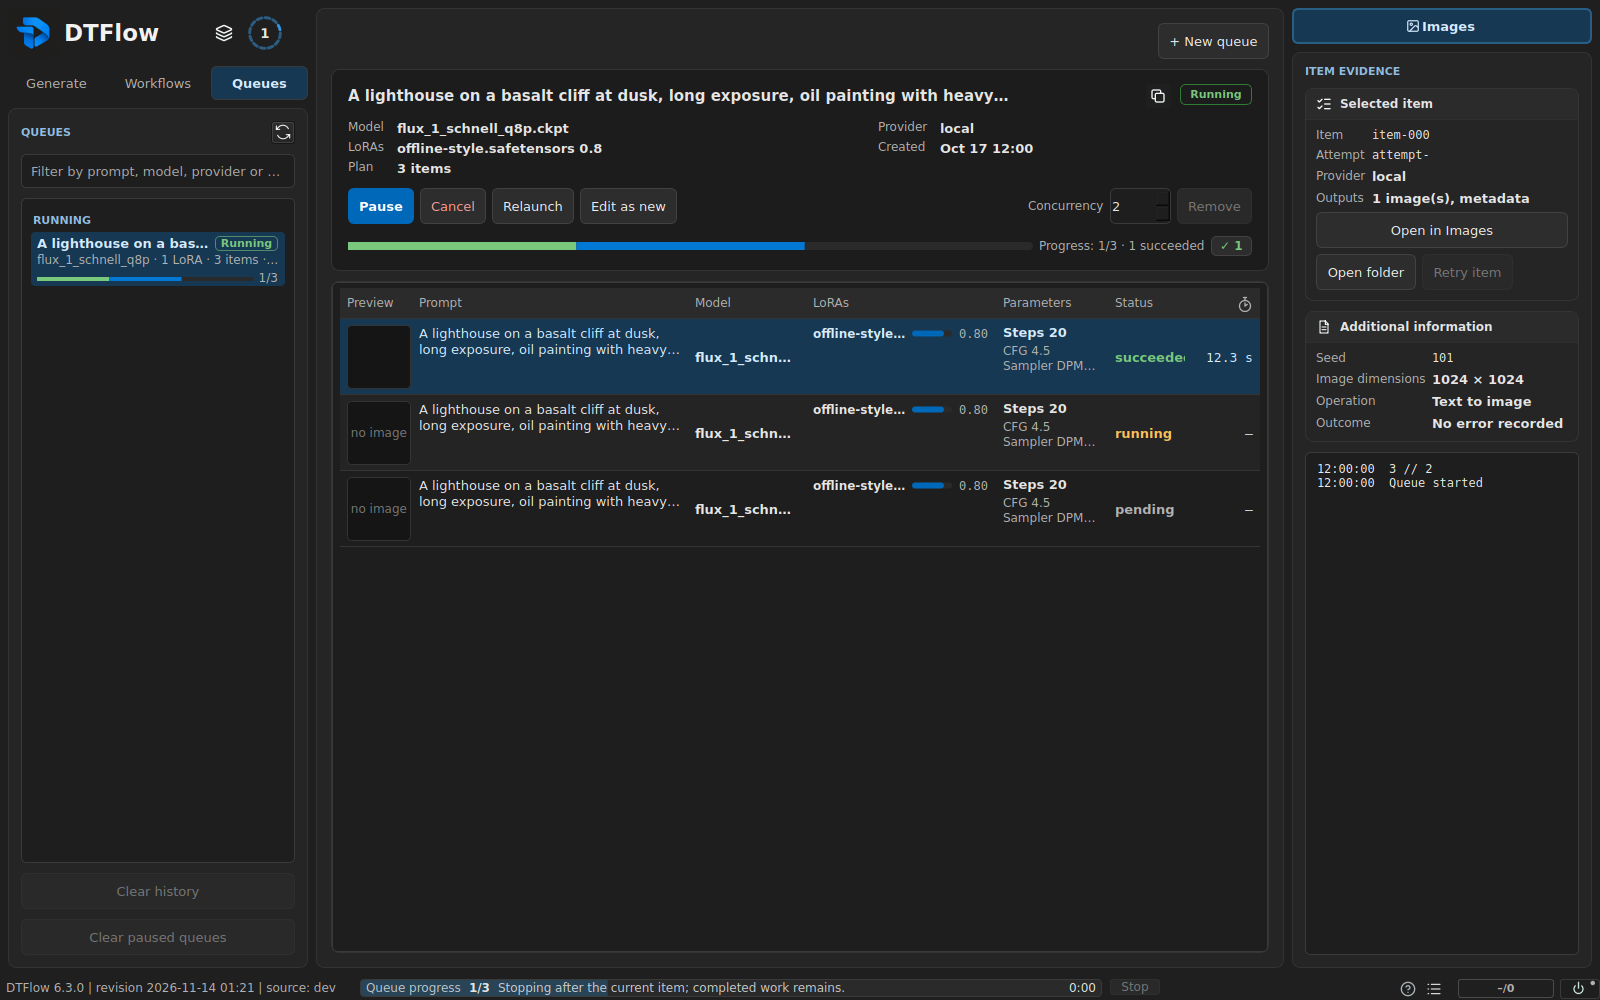 DTFlow
1
Generate
Workflows
Queues
QUEUES
Filter by prompt, model, provider or ...
RUNNING
A lighthouse on a bas... Running
flux_1_schnell_q8p · 1 LoRA · 3 items ·...
1/3
Clear history
Clear paused queues
+ New queue
A lighthouse on a basalt cliff at dusk, long exposure, oil painting with heavy...
Running
Model flux_1_schnell_q8p.ckpt
Provider local
LoRAs offline-style.safetensors 0.8
Created Oct 17 12:00
Plan 3 items
Pause
Cancel
Relaunch
Edit as new
Concurrency 2
Remove
Progress: 1/3 · 1 succeeded ✓ 1
Preview Prompt Model LoRAs Parameters Status
A lighthouse on a basalt cliff at dusk,
long exposure, oil painting with heavy...
flux_1_schn...
offline-style... 0.80
Steps 20
CFG 4.5
Sampler DPM...
succeeded
12.3 s
no image
A lighthouse on a basalt cliff at dusk,
long exposure, oil painting with heavy...
flux_1_schn...
offline-style... 0.80
Steps 20
CFG 4.5
Sampler DPM...
running
–
no image
A lighthouse on a basalt cliff at dusk,
long exposure, oil painting with heavy...
flux_1_schn...
offline-style... 0.80
Steps 20
CFG 4.5
Sampler DPM...
pending
–
Images
ITEM EVIDENCE
Selected item
Item item-000
Attempt attempt-
Provider local
Outputs 1 image(s), metadata
Open in Images
Open folder
Retry item
Additional information
Seed 101
Image dimensions 1024 × 1024
Operation Text to image
Outcome No error recorded
12:00:00 3 // 2
12:00:00 Queue started
DTFlow 6.3.0 | revision 2026-11-14 01:21 | source: dev
Queue progress 1/3 Stopping after the current item; completed work remains. 0:00
Stop
–/0